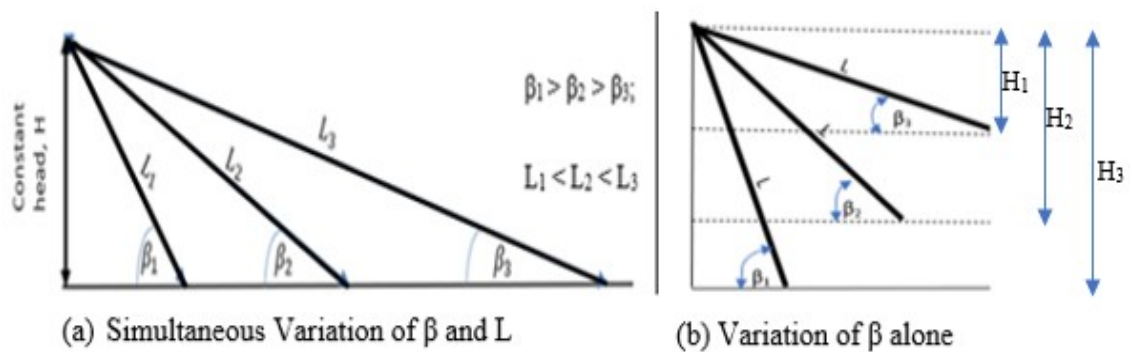 Constant
head, H
L1
L2
L3
β1
β2
β3
β1 > β2 > β3;
L1 < L2 < L3
(a) Simultaneous Variation of β and L
L
L
L
β3
β2
β1
H1
H2
H3
(b) Variation of β alone